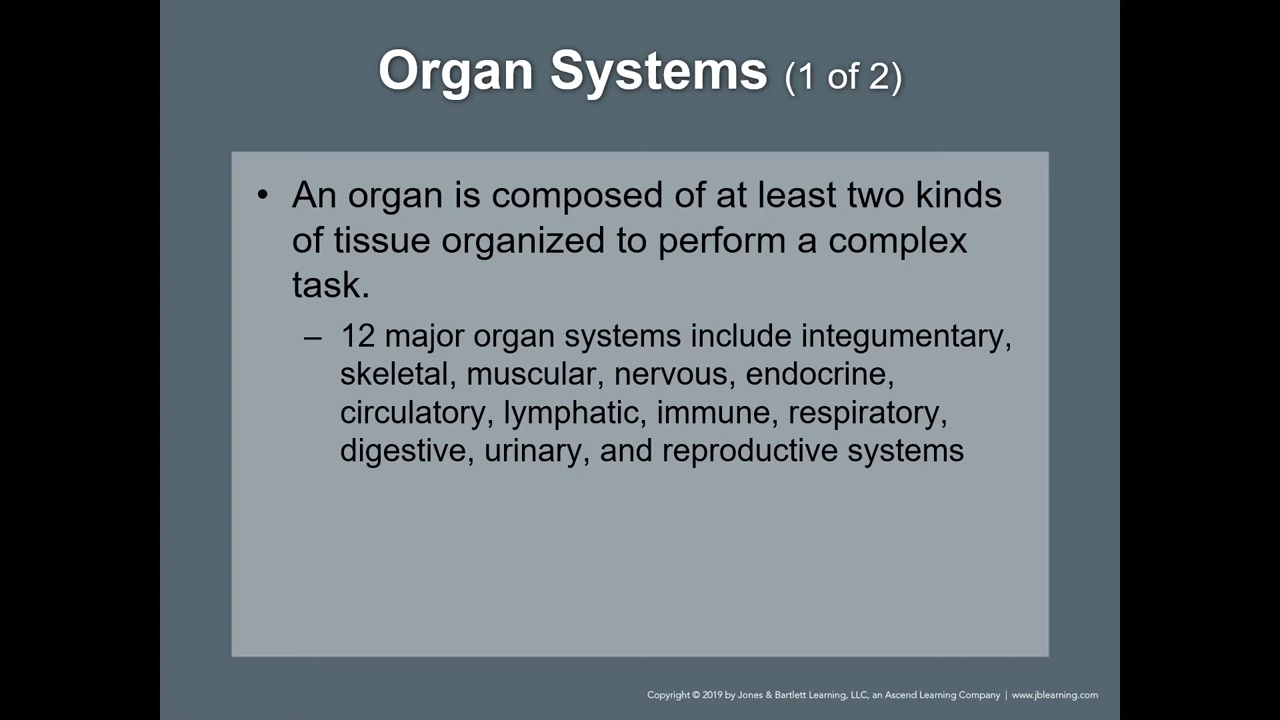 Organ Systems (1 of 2)
• An organ is composed of at least two kinds
of tissue organized to perform a complex
task.
– 12 major organ systems include integumentary,
skeletal, muscular, nervous, endocrine,
circulatory, lymphatic, immune, respiratory,
digestive, urinary, and reproductive systems
Copyright © 2019 by Jones & Bartlett Learning, LLC, an Ascend Learning Company | www.jblearning.com